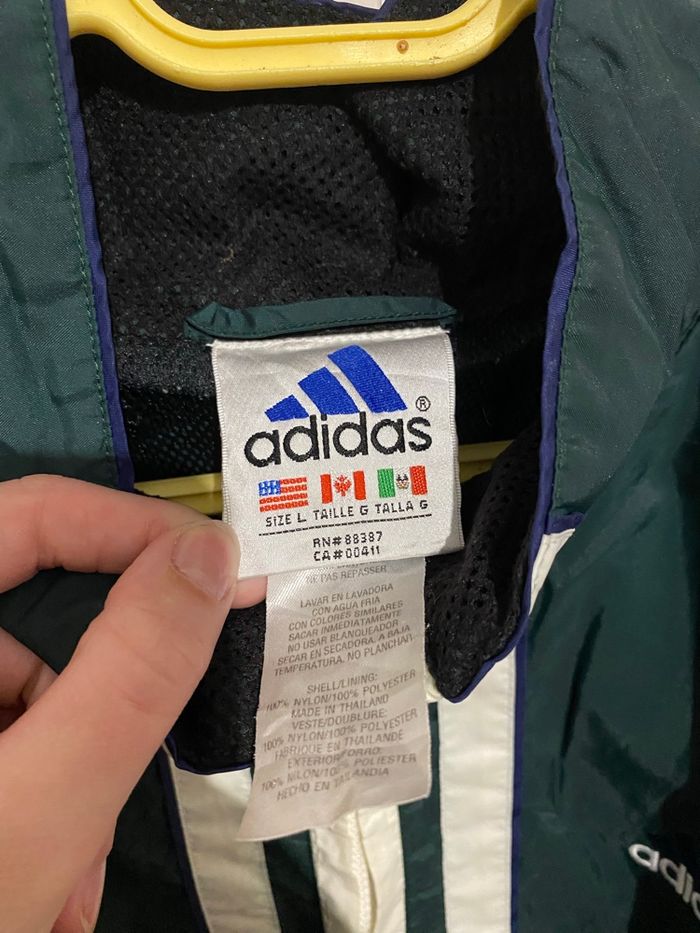 adidas®
SIZE L TAILLE G TALLA G
RN#88387
CA#00411
NE PAS REPASSER
LAVAR EN LAVADORA
CON AGUA FRIA
CON COLORES SIMILARES
SACAR INMEDIATAMENTE
NO USAR BLANQUEADOR
SECAR EN SECADORA. A BAJA
TEMPERATURA. NO PLANCHAR
SHELL/LINING:
100% NYLON/100% POLYESTER
MADE IN THAILAND
VESTE/DOUBLURE:
100% NYLON/100% POLYESTER
FABRIQUE EN THAILANDE
EXTERIOR/FORRO:
100% NILON/100% POLIESTER
HECHO EN TAILANDIA
adic